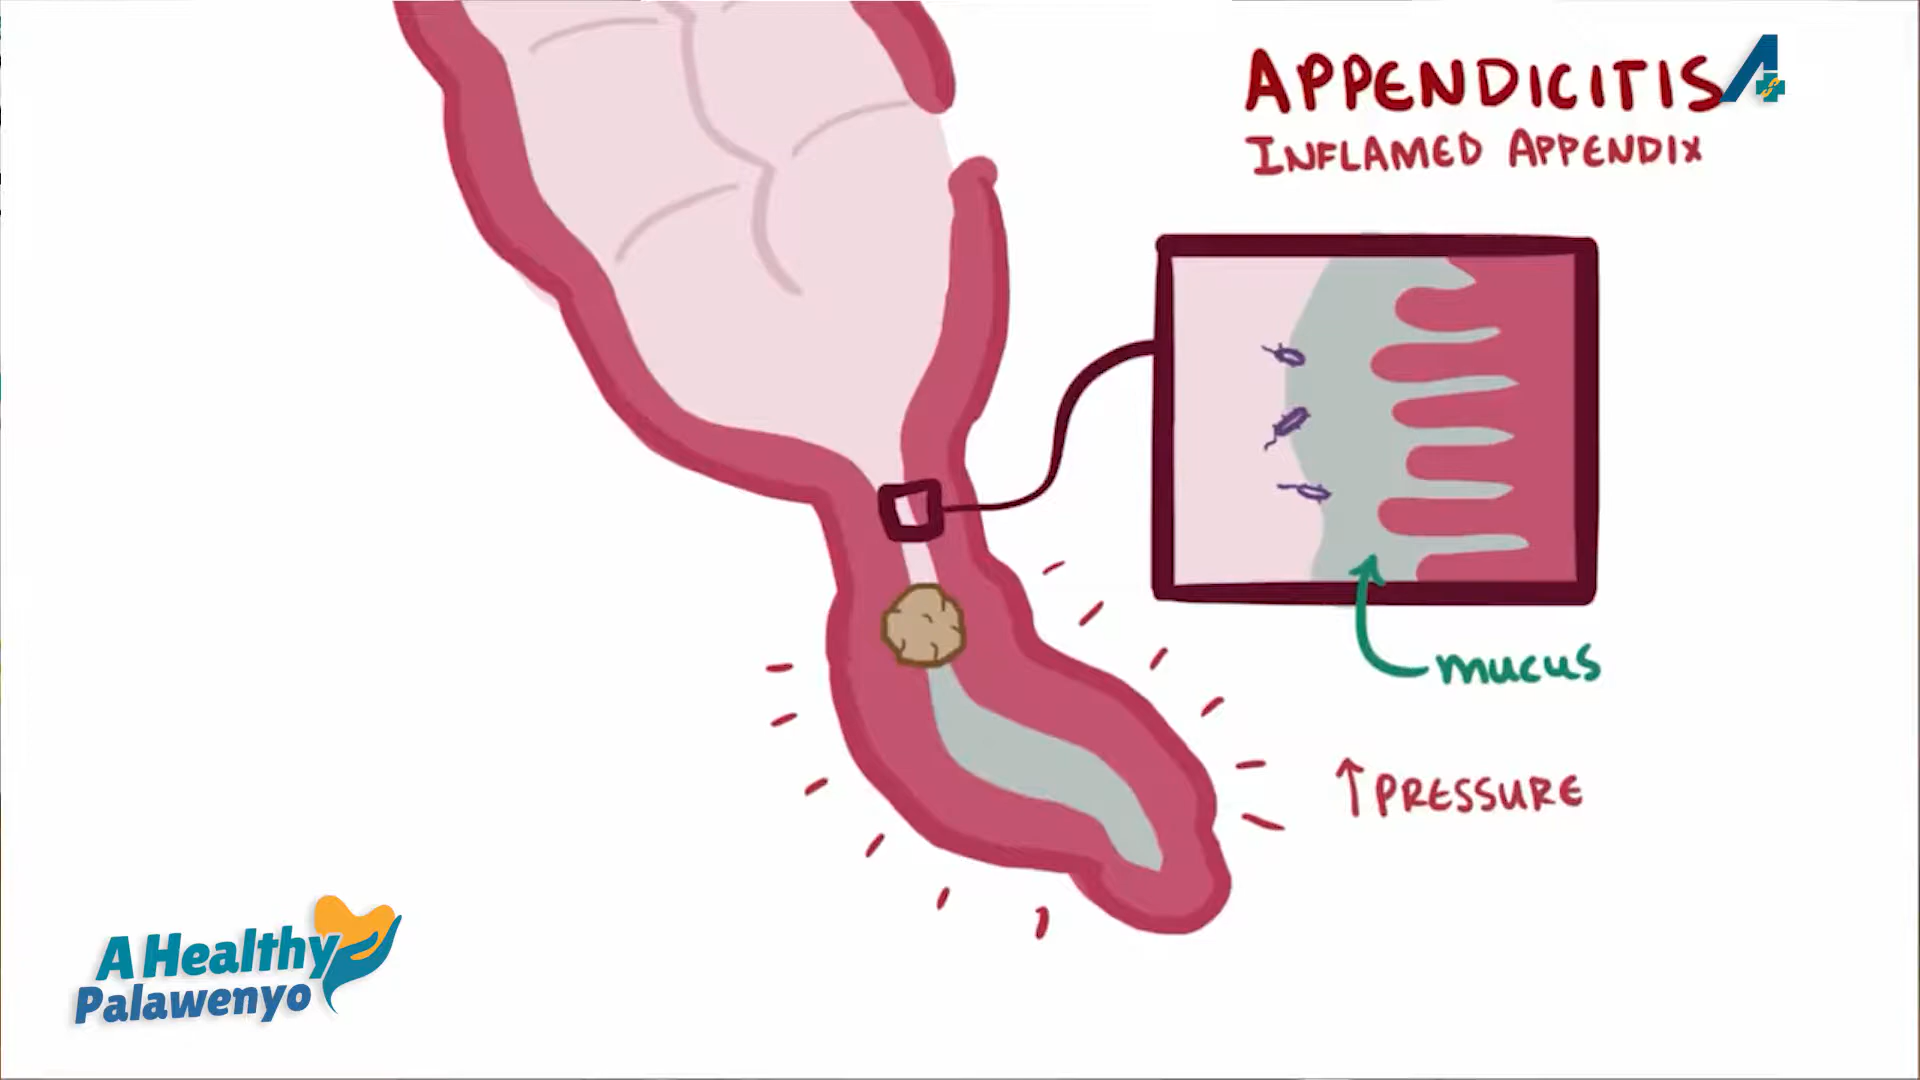 APPENDICITIS
INFLAMED APPENDIX
mucus
↑ PRESSURE
A Healthy
Palawenyo